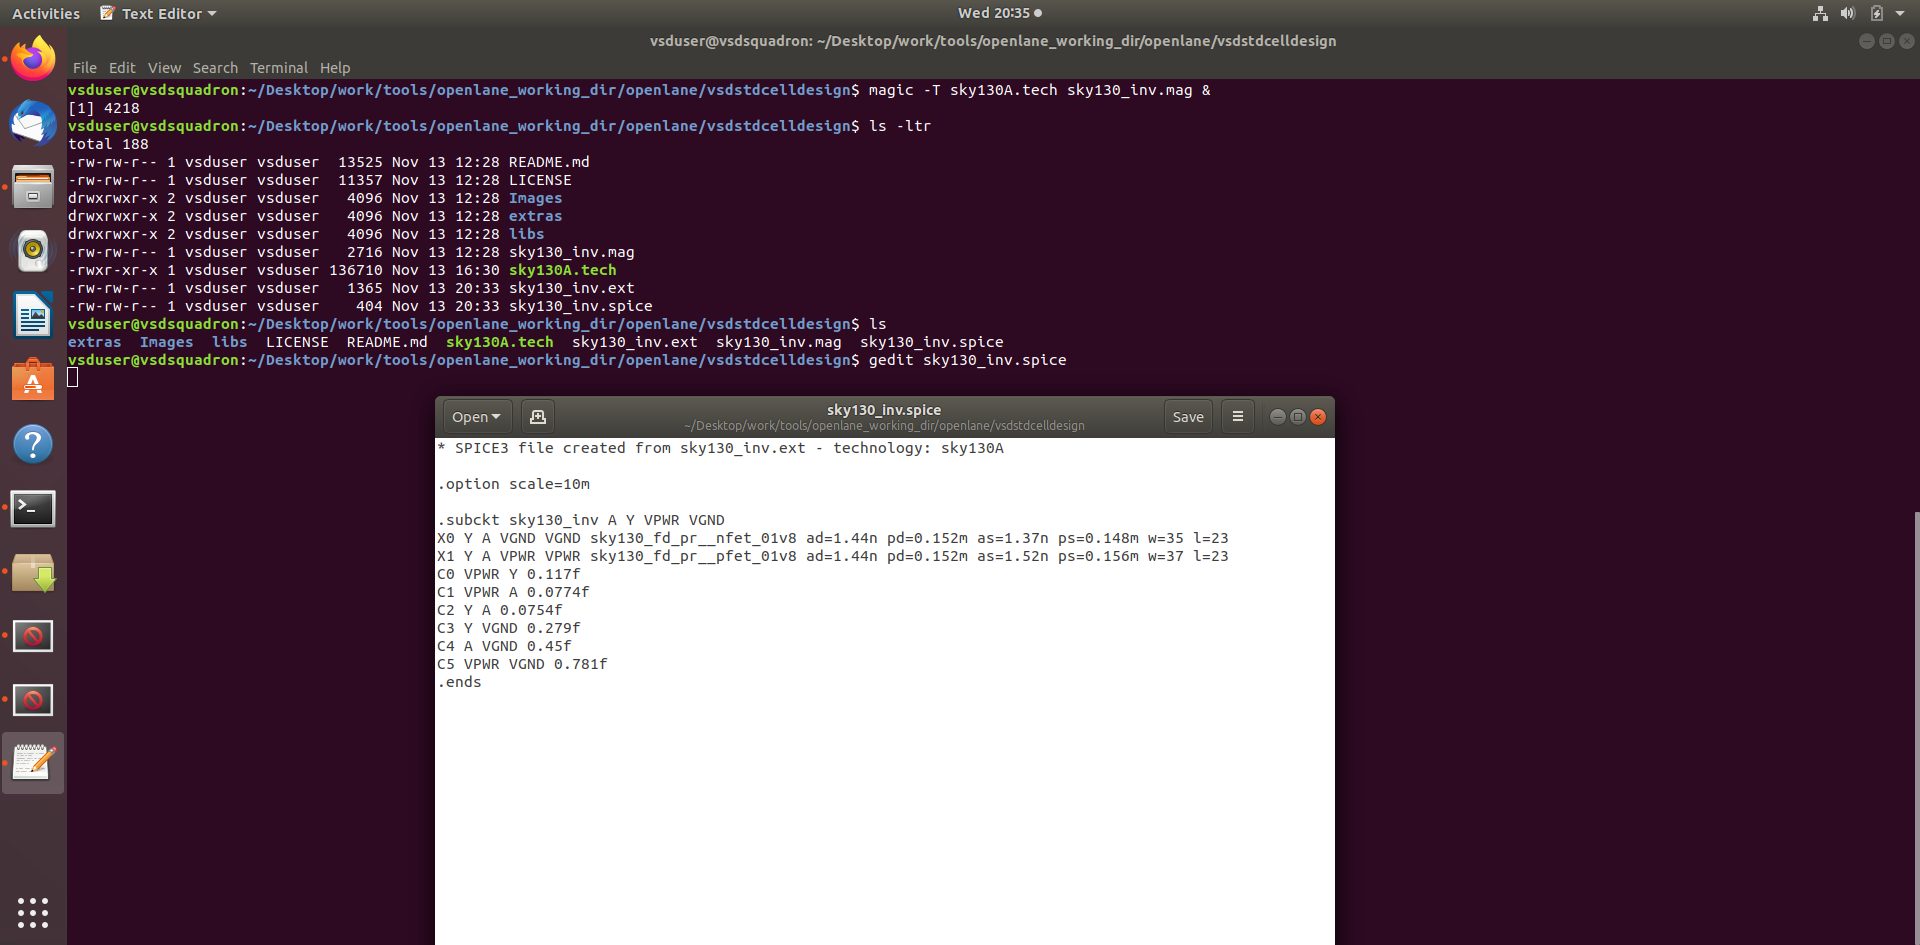 Activities Text Editor Wed 20:35
vsduser@vsdsquadron: ~/Desktop/work/tools/openlane_working_dir/openlane/vsdstdcelldesign
File Edit View Search Terminal Help
vsduser@vsdsquadron:~/Desktop/work/tools/openlane_working_dir/openlane/vsdstdcelldesign$ magic -T sky130A.tech sky130_inv.mag &
[1] 4218
vsduser@vsdsquadron:~/Desktop/work/tools/openlane_working_dir/openlane/vsdstdcelldesign$ ls -ltr
total 188
-rw-rw-r-- 1 vsduser vsduser  13525 Nov 13 12:28 README.md
-rw-rw-r-- 1 vsduser vsduser  11357 Nov 13 12:28 LICENSE
drwxrwxr-x 2 vsduser vsduser   4096 Nov 13 12:28 Images
drwxrwxr-x 2 vsduser vsduser   4096 Nov 13 12:28 extras
drwxrwxr-x 2 vsduser vsduser   4096 Nov 13 12:28 libs
-rw-rw-r-- 1 vsduser vsduser   2716 Nov 13 12:28 sky130_inv.mag
-rwxr-xr-x 1 vsduser vsduser 136710 Nov 13 16:30 sky130A.tech
-rw-rw-r-- 1 vsduser vsduser   1365 Nov 13 20:33 sky130_inv.ext
-rw-rw-r-- 1 vsduser vsduser    404 Nov 13 20:33 sky130_inv.spice
vsduser@vsdsquadron:~/Desktop/work/tools/openlane_working_dir/openlane/vsdstdcelldesign$ ls
extras  Images  libs  LICENSE  README.md  sky130A.tech  sky130_inv.ext  sky130_inv.mag  sky130_inv.spice
vsduser@vsdsquadron:~/Desktop/work/tools/openlane_working_dir/openlane/vsdstdcelldesign$ gedit sky130_inv.spice
Open sky130_inv.spice Save
~/Desktop/work/tools/openlane_working_dir/openlane/vsdstdcelldesign
* SPICE3 file created from sky130_inv.ext - technology: sky130A
.option scale=10m
.subckt sky130_inv A Y VPWR VGND
X0 Y A VGND VGND sky130_fd_pr__nfet_01v8 ad=1.44n pd=0.152m as=1.37n ps=0.148m w=35 l=23
X1 Y A VPWR VPWR sky130_fd_pr__pfet_01v8 ad=1.44n pd=0.152m as=1.52n ps=0.156m w=37 l=23
C0 VPWR Y 0.117f
C1 VPWR A 0.0774f
C2 Y A 0.0754f
C3 Y VGND 0.279f
C4 A VGND 0.45f
C5 VPWR VGND 0.781f
.ends